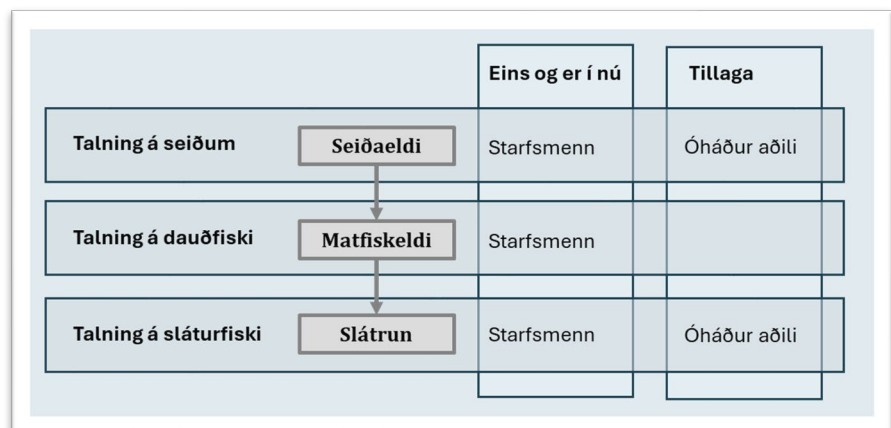 Eins og er í nú Tillaga
Talning á seiðum Seiðaeldi Starfsmenn Óháður aðili
Talning á dauðfiski Matfiskeldi Starfsmenn
Talning á sláturfiski Slátrun Starfsmenn Óháður aðili